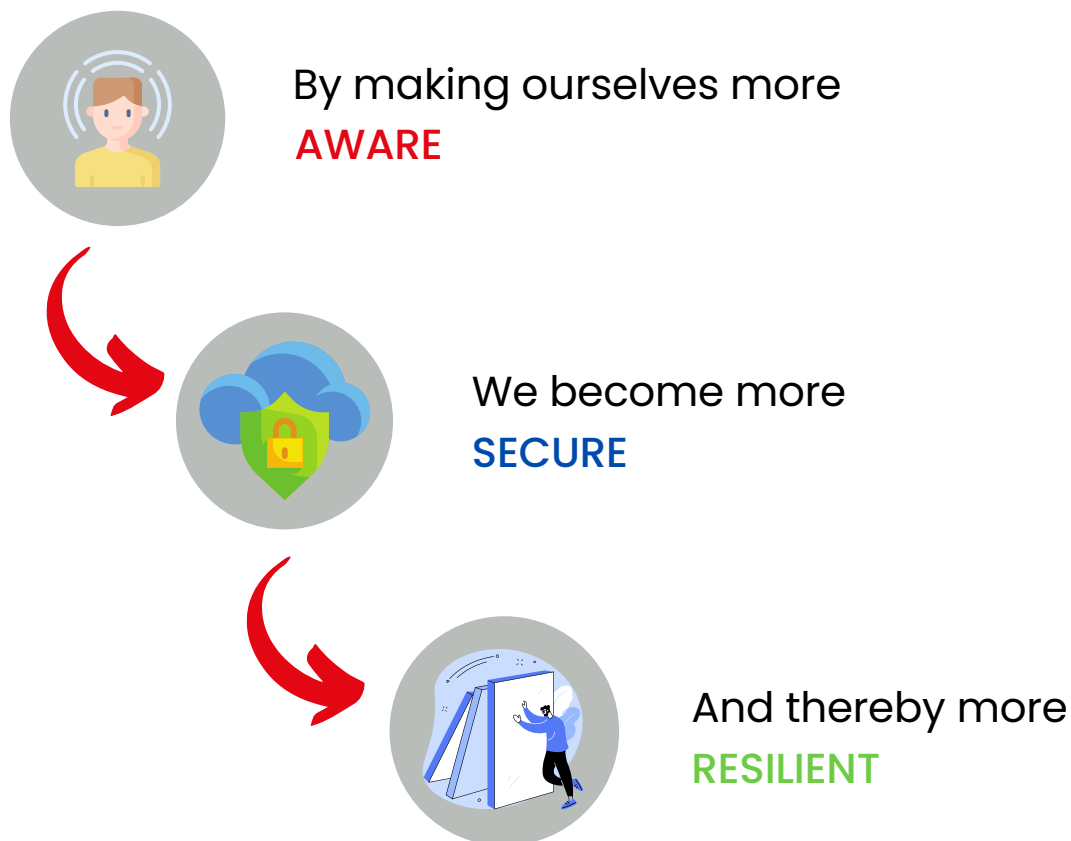 By making ourselves more
AWARE
We become more
SECURE
And thereby more
RESILIENT